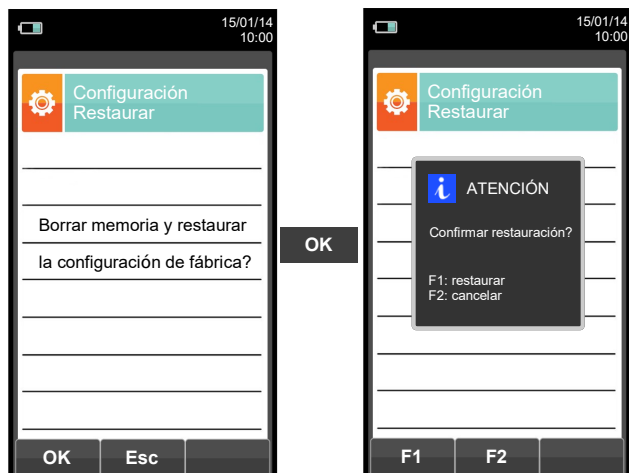 15/01/14
10:00
Configuración
Restaurar
Borrar memoria y restaurar
la configuración de fábrica?
OK
Esc
OK
15/01/14
10:00
Configuración
Restaurar
i
ATENCIÓN
Confirmar restauración?
F1: restaurar
F2: cancelar
F1
F2